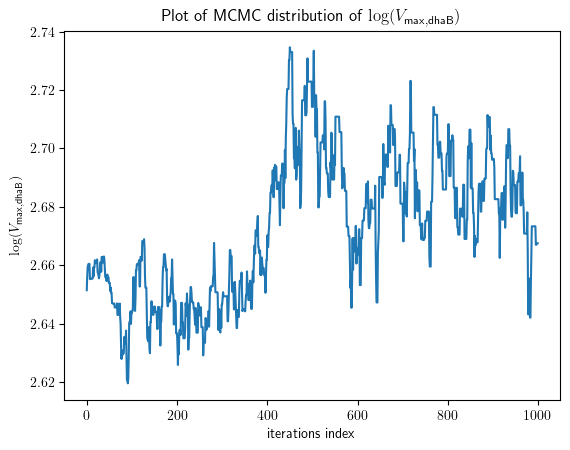 Plot of MCMC distribution of log(V_max,dhaB)
2.74
2.72
2.70
2.68
2.66
2.64
2.62
log(V_max,dhaB)
0 200 400 600 800 1000
iterations index